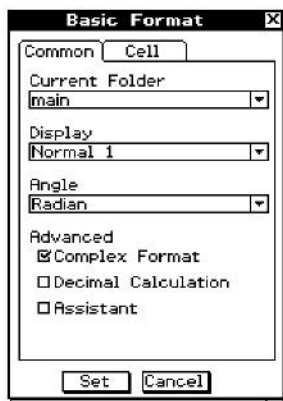 Basic Format
Common Cell
Current Folder
main
Display
Normal 1
Angle
Radian
Advanced
Complex Format
Decimal Calculation
Assistant
Set Cancel